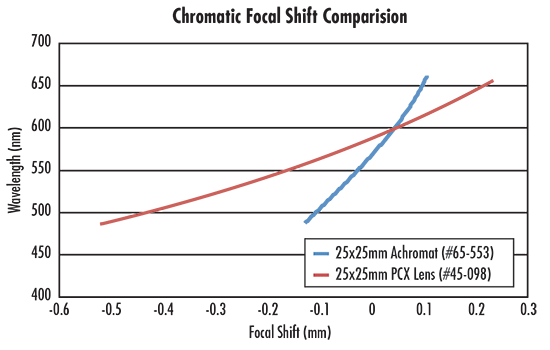 Chromatic Focal Shift Comparision
700
650
600
550
500
450
400
Wavelength (nm)
-0.6 -0.5 -0.4 -0.3 -0.2 -0.1 0 0.1 0.2 0.3
Focal Shift (mm)
25x25mm Achromat (#65-553)
25x25mm PCX Lens (#45-098)